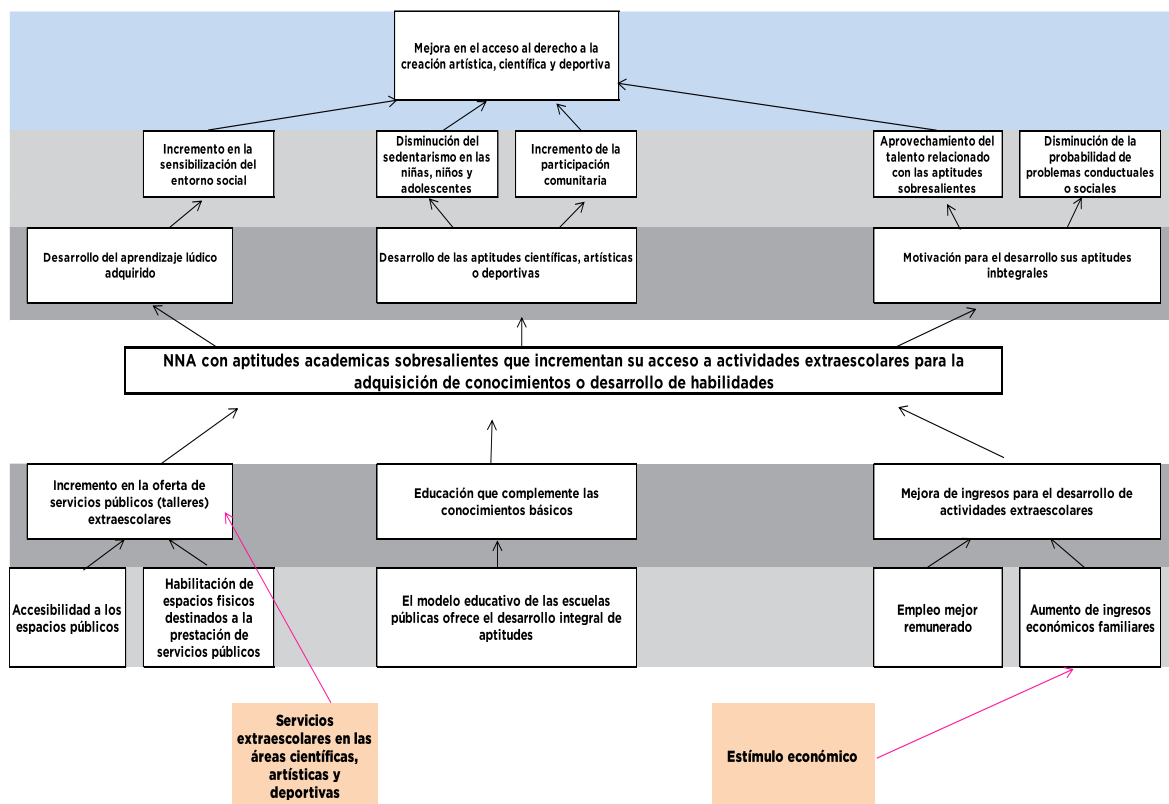 Mejora en el acceso al derecho a la
creación artística, científica y deportiva
Incremento en la
sensibilización del
entorno social
Disminución del
sedentarismo en las
niñas, niños y
adolescentes
Incremento de la
participación
comunitaria
Aprovechamiento del
talento relacionado
con las aptitudes
sobresalientes
Disminución de la
probabilidad de
problemas conductuales
o sociales
Desarrollo del aprendizaje lúdico
adquirido
Desarrollo de las aptitudes científicas, artísticas
o deportivas
Motivación para el desarrollo sus aptitudes
inbtegrales
NNA con aptitudes academicas sobresalientes que incrementan su acceso a actividades extraescolares para la
adquisición de conocimientos o desarrollo de habilidades
Incremento en la oferta de
servicios públicos (talleres)
extraescolares
Educación que complemente las
conocimientos básicos
Mejora de ingresos para el desarrollo de
actividades extraescolares
Accesibilidad a los
espacios públicos
Habilitación de
espacios fisicos
destinados a la
prestación de
servicios públicos
El modelo educativo de las escuelas
públicas ofrece el desarrollo integral de
aptitudes
Empleo mejor
remunerado
Aumento de ingresos
económicos familiares
Servicios
extraescolares en las
áreas científicas,
artísticas y
deportivas
Estímulo económico